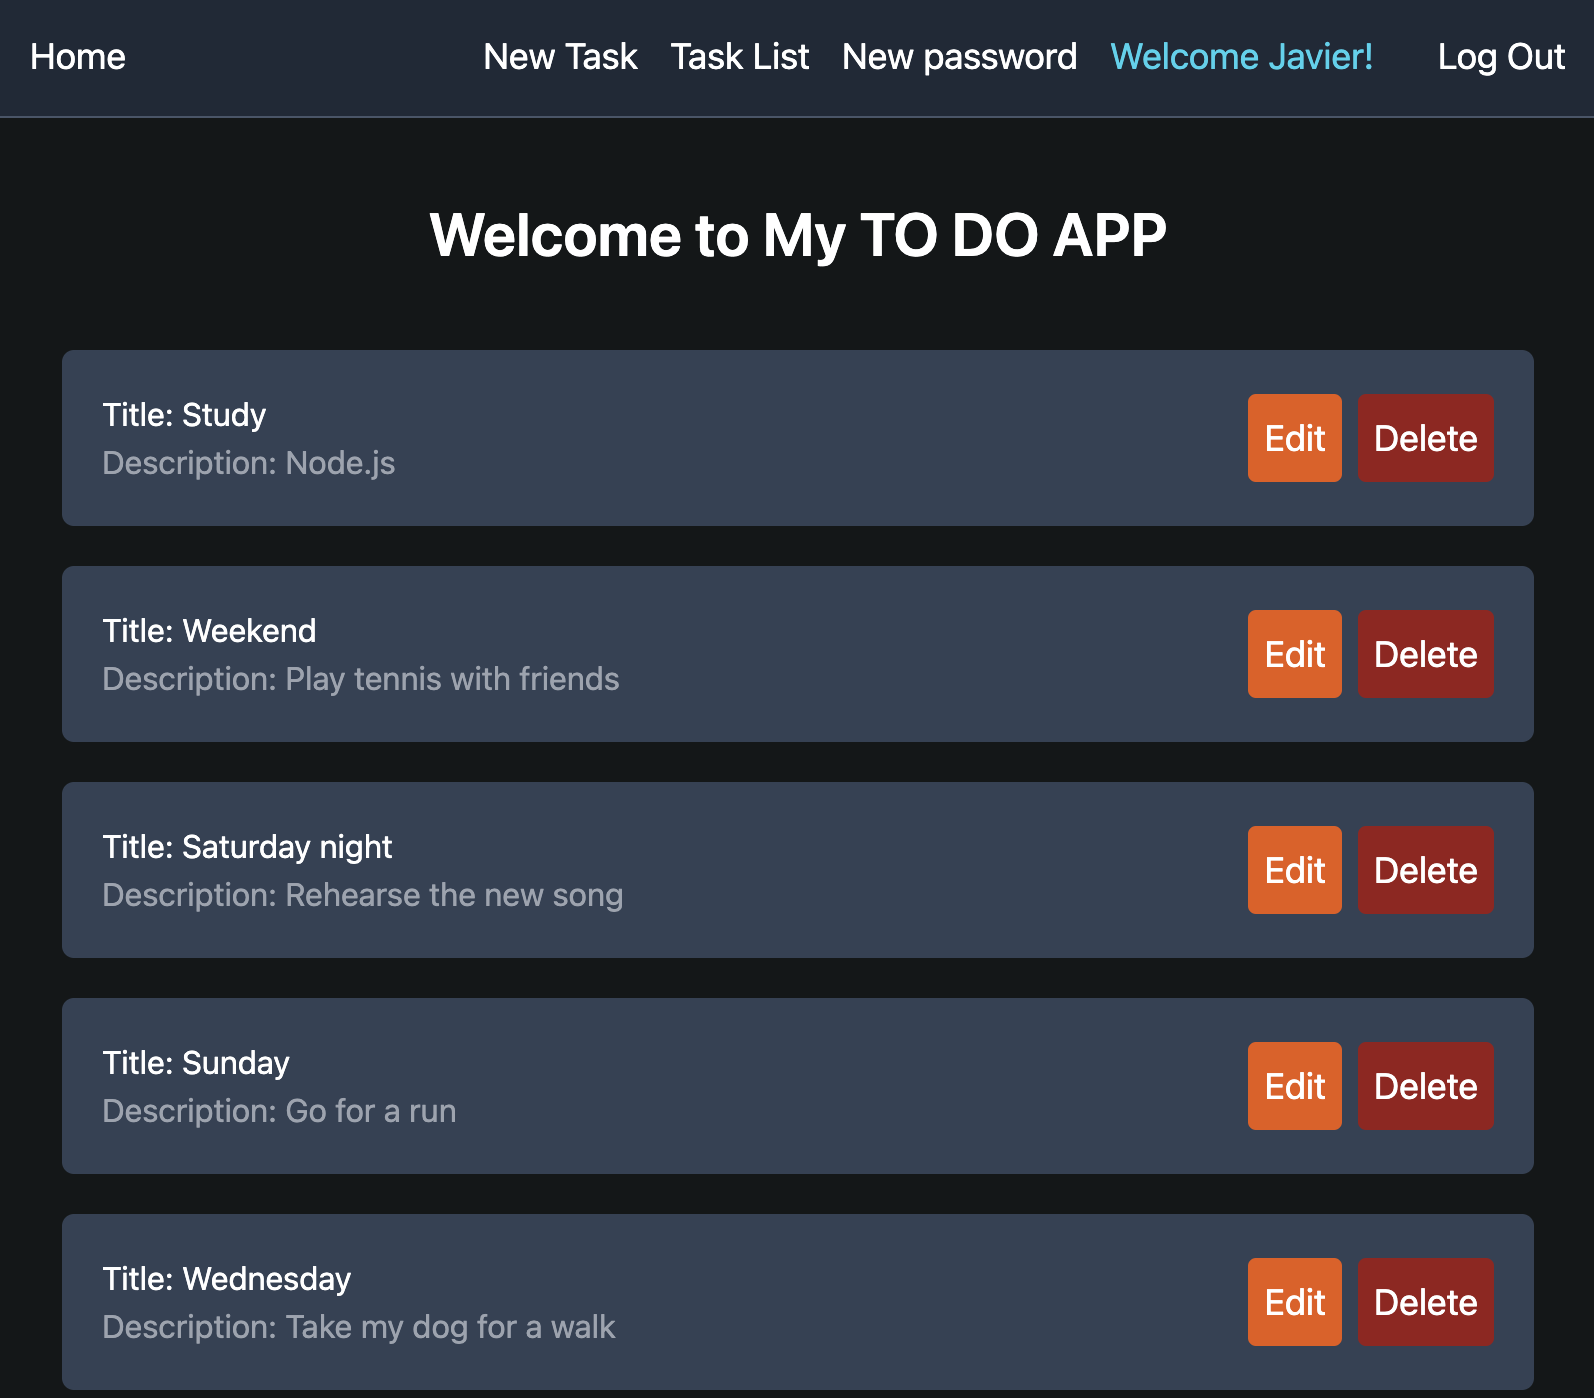 Home New Task Task List New password Welcome Javier! Log Out
Welcome to My TO DO APP
Title: Study
Description: Node.js
Edit Delete
Title: Weekend
Description: Play tennis with friends
Edit Delete
Title: Saturday night
Description: Rehearse the new song
Edit Delete
Title: Sunday
Description: Go for a run
Edit Delete
Title: Wednesday
Description: Take my dog for a walk
Edit Delete